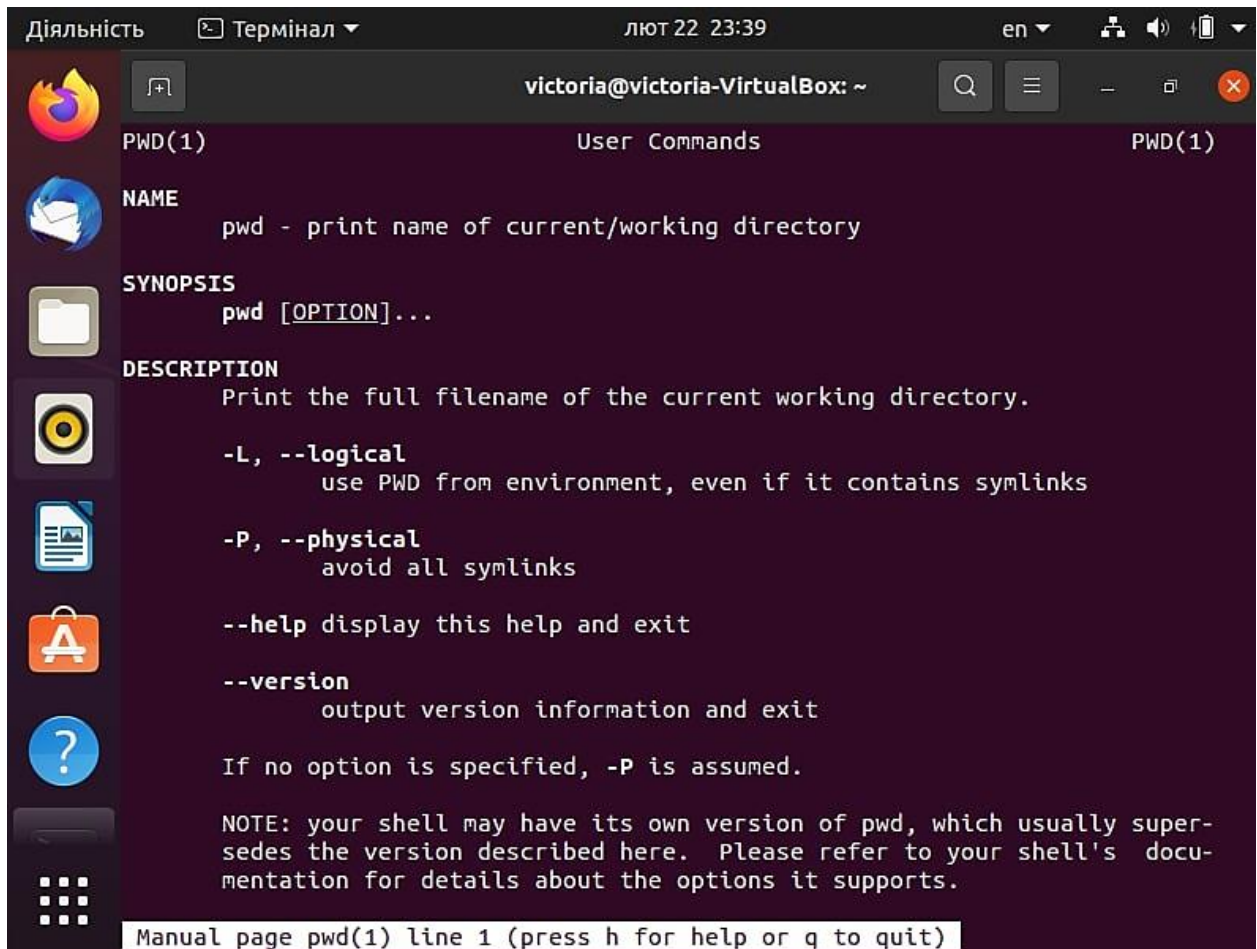 Діяльність Термінал лют 22 23:39 en
victoria@victoria-VirtualBox: ~
PWD(1) User Commands PWD(1)
NAME
pwd - print name of current/working directory
SYNOPSIS
pwd [OPTION]...
DESCRIPTION
Print the full filename of the current working directory.
-L, --logical
use PWD from environment, even if it contains symlinks
-P, --physical
avoid all symlinks
--help display this help and exit
--version
output version information and exit
If no option is specified, -P is assumed.
NOTE: your shell may have its own version of pwd, which usually super-
sedes the version described here. Please refer to your shell's docu-
mentation for details about the options it supports.
Manual page pwd(1) line 1 (press h for help or q to quit)